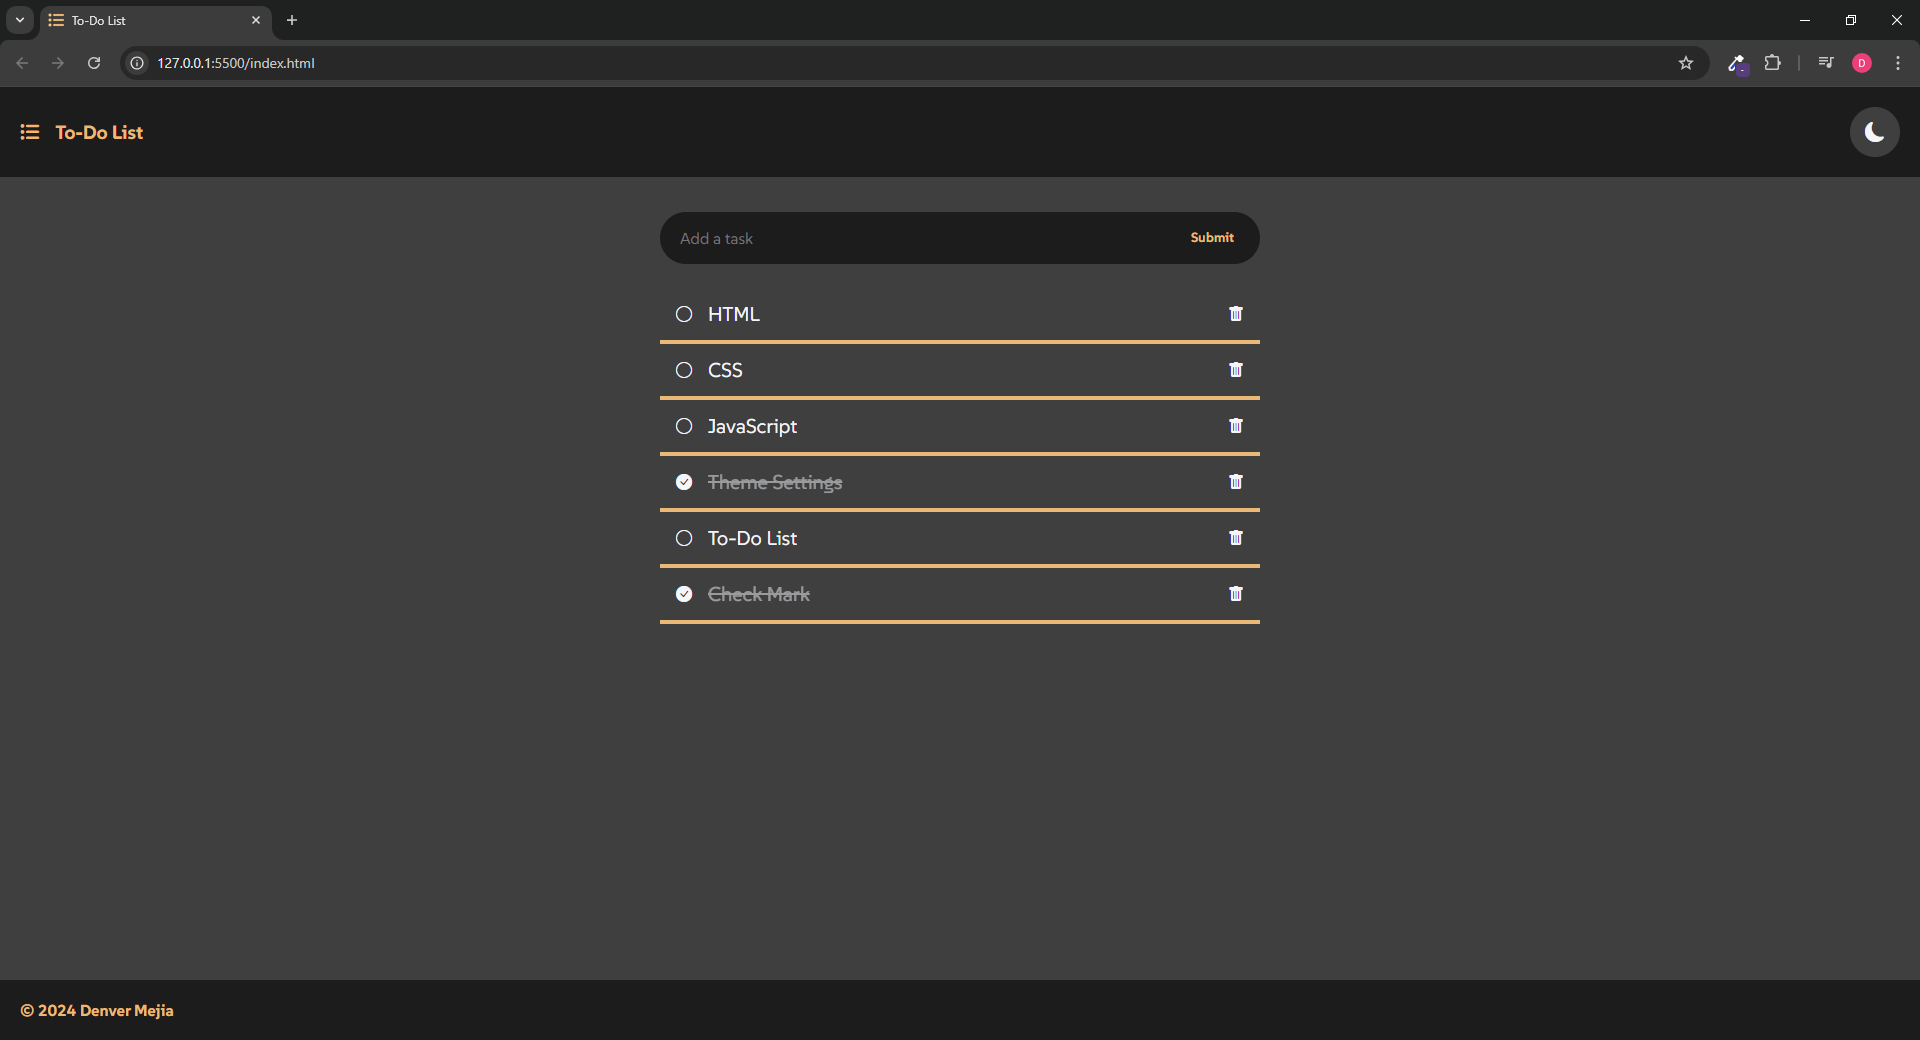 To-Do List
127.0.0.1:5500/index.html
D
To-Do List
Add a task
Submit
HTML
CSS
JavaScript
Theme Settings
To-Do List
Check Mark
© 2024 Denver Mejia